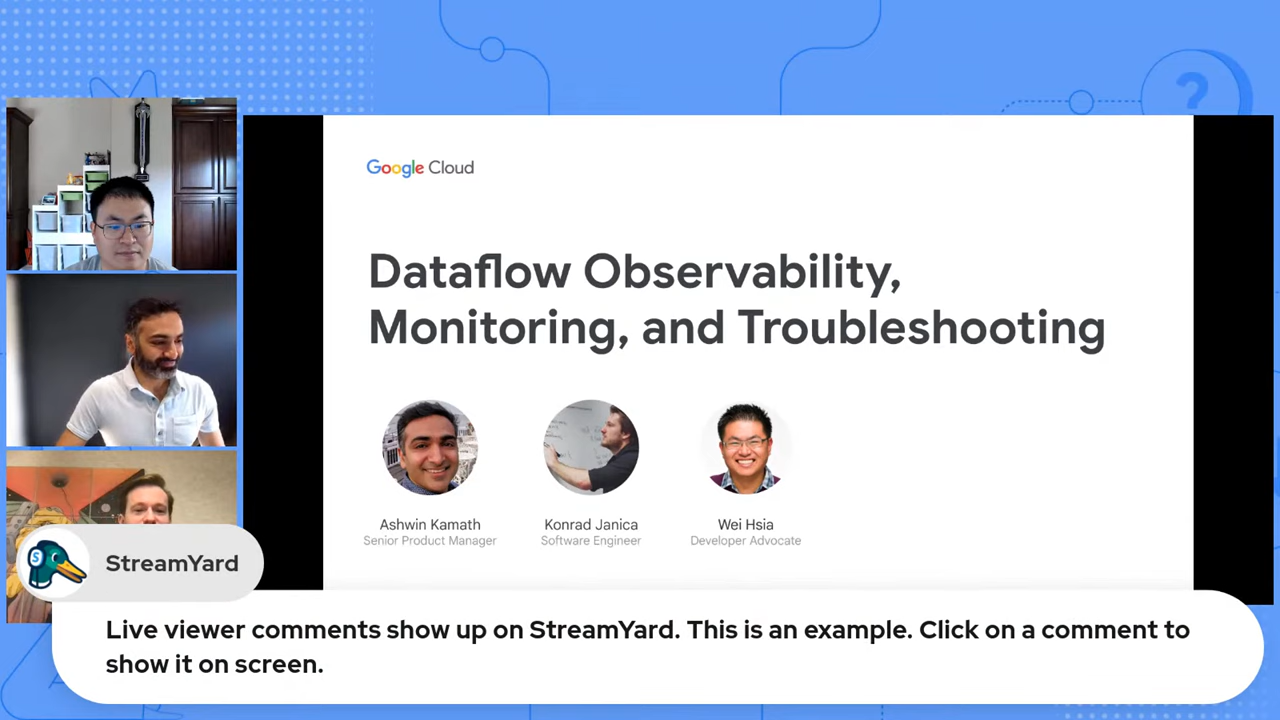 Google Cloud
Dataflow Observability,
Monitoring, and Troubleshooting
Ashwin Kamath
Senior Product Manager
Konrad Janica
Software Engineer
Wei Hsia
Developer Advocate
?
S
StreamYard
Live viewer comments show up on StreamYard. This is an example. Click on a comment to
show it on screen.